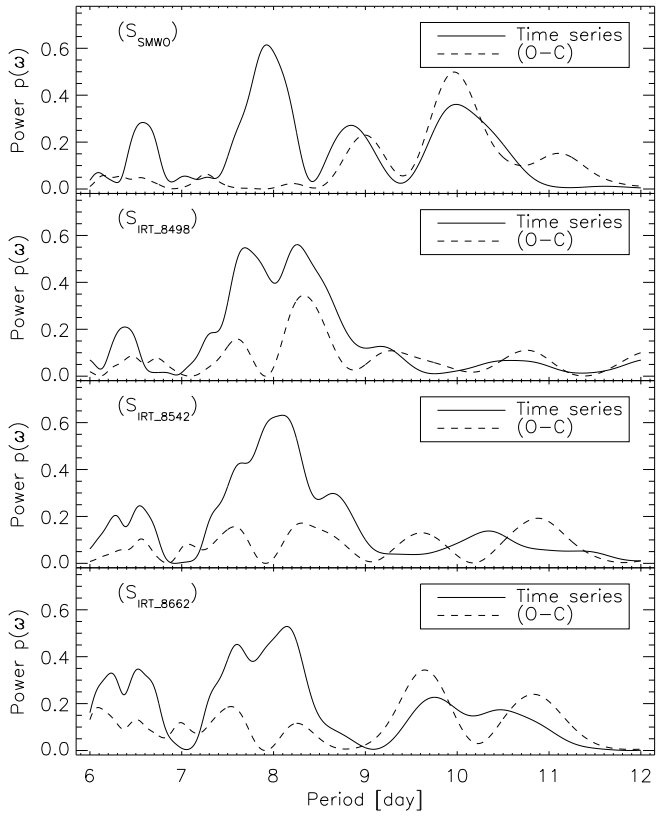 (S_SMWO)
Time series
(O-C)
Power p(ω)
0.6
0.4
0.2
0.0
(S_IRT_8498)
Time series
(O-C)
Power p(ω)
0.6
0.4
0.2
0.0
(S_IRT_8542)
Time series
(O-C)
Power p(ω)
0.6
0.4
0.2
0.0
(S_IRT_8662)
Time series
(O-C)
Power p(ω)
0.6
0.4
0.2
0.0
6 7 8 9 10 11 12
Period [day]